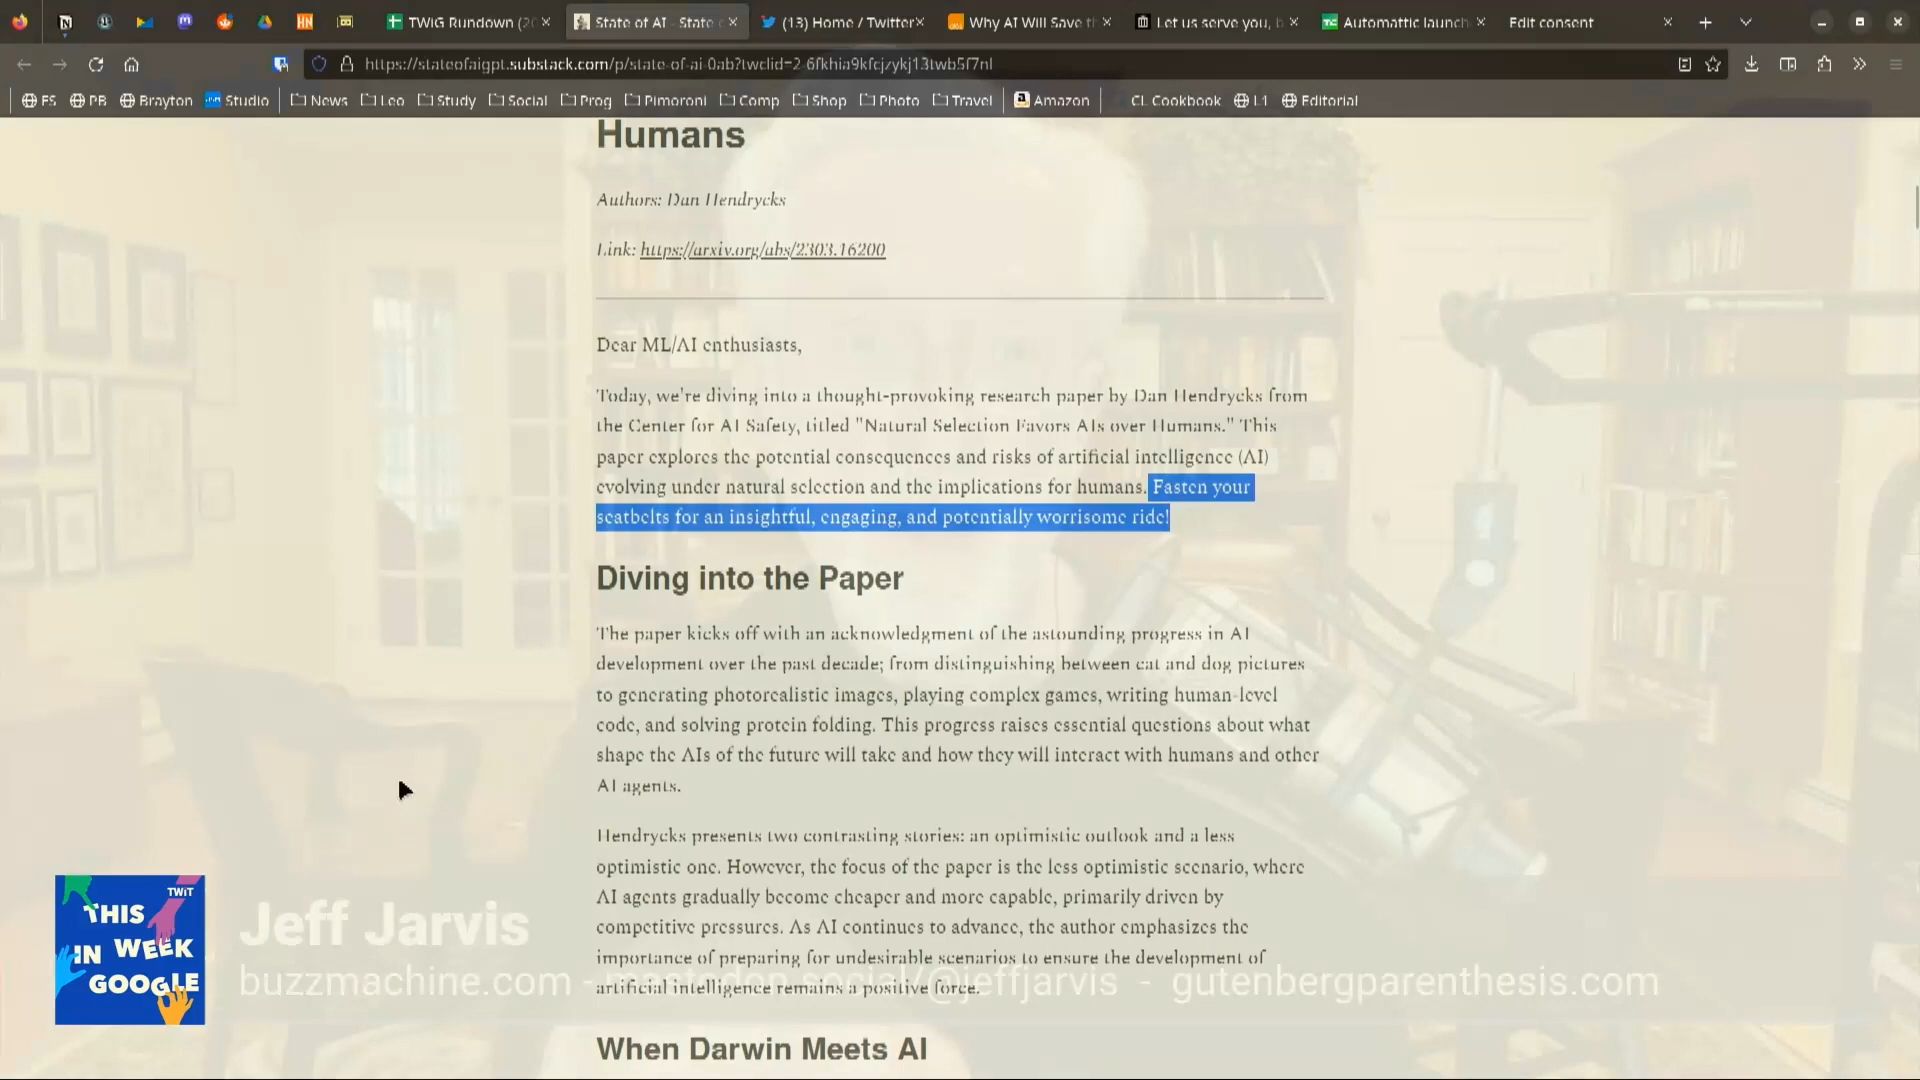 TWiG Rundown (20
State of AI - State o
(13) Home / Twitter
Why AI Will Save th
Let us serve you, b
Automattic launch
Edit consent
https://stateofaigpt.substack.com/p/state-of-ai-0ab?twclid=2-6fkhia9kfcjzykj13twb5f7nl
FS
PB
Brayton
Studio
News
Leo
Study
Social
Prog
Pimoroni
Comp
Shop
Photo
Travel
Amazon
CL Cookbook
L1
Editorial
Humans
Authors: Dan Hendrycks
Link: https://arxiv.org/abs/2303.16200
Dear ML/AI enthusiasts,
Today, we're diving into a thought-provoking research paper by Dan Hendrycks from
the Center for AI Safety, titled "Natural Selection Favors AIs over Humans." This
paper explores the potential consequences and risks of artificial intelligence (AI)
evolving under natural selection and the implications for humans. Fasten your
seatbelts for an insightful, engaging, and potentially worrisome ride!
Diving into the Paper
The paper kicks off with an acknowledgment of the astounding progress in AI
development over the past decade; from distinguishing between cat and dog pictures
to generating photorealistic images, playing complex games, writing human-level
code, and solving protein folding. This progress raises essential questions about what
shape the AIs of the future will take and how they will interact with humans and other
AI agents.
Hendrycks presents two contrasting stories: an optimistic outlook and a less
optimistic one. However, the focus of the paper is the less optimistic scenario, where
AI agents gradually become cheaper and more capable, primarily driven by
competitive pressures. As AI continues to advance, the author emphasizes the
importance of preparing for undesirable scenarios to ensure the development of
artificial intelligence remains a positive force.
When Darwin Meets AI
TWiT
THIS
IN WEEK
GOOGLE
Jeff Jarvis
buzzmachine.com - mastodon.social/@jeffjarvis - gutenbergparenthesis.com